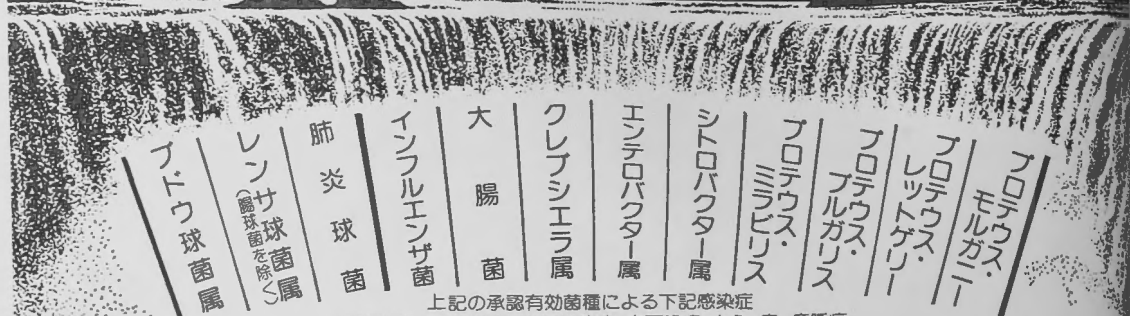 ブドウ球菌属
レンサ球菌属
(腸球菌を除く)
肺炎球菌
インフルエンザ菌
大腸菌
クレブシエラ属
エンテロバクター属
シトロバクター属
プロテウス・
ミラビリス
プロテウス・
ブルガリス
プロテウス・
レットゲリー
プロテウス・
モルガニー
上記の承認有効菌種による下記感染症